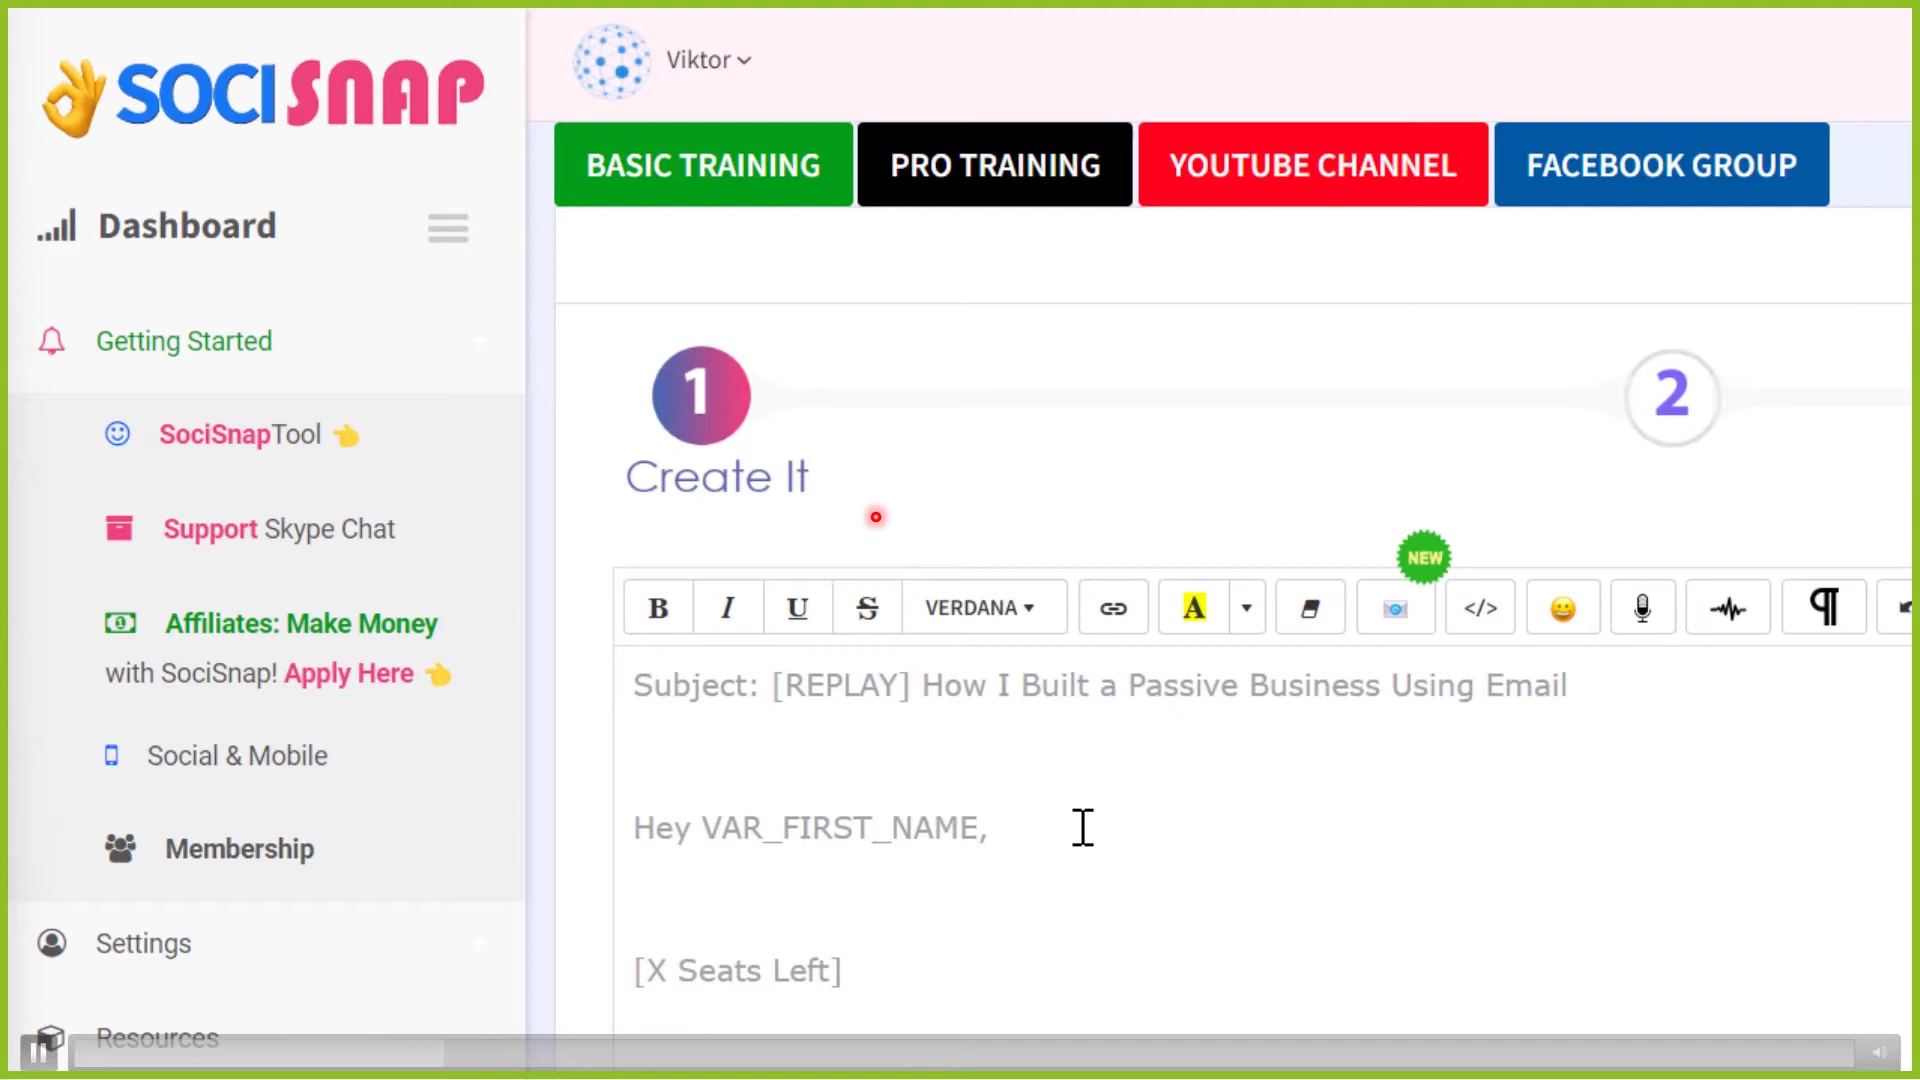 SOCISNAP
Viktor
BASIC TRAINING
PRO TRAINING
YOUTUBE CHANNEL
FACEBOOK GROUP
Dashboard
Getting Started
SociSnapTool
Support Skype Chat
Affiliates: Make Money
with SociSnap! Apply Here
Social & Mobile
Membership
Settings
Resources
1
2
Create It
NEW
B I U S VERDANA A </> ¶
Subject: [REPLAY] How I Built a Passive Business Using Email
Hey VAR_FIRST_NAME,
[X Seats Left]